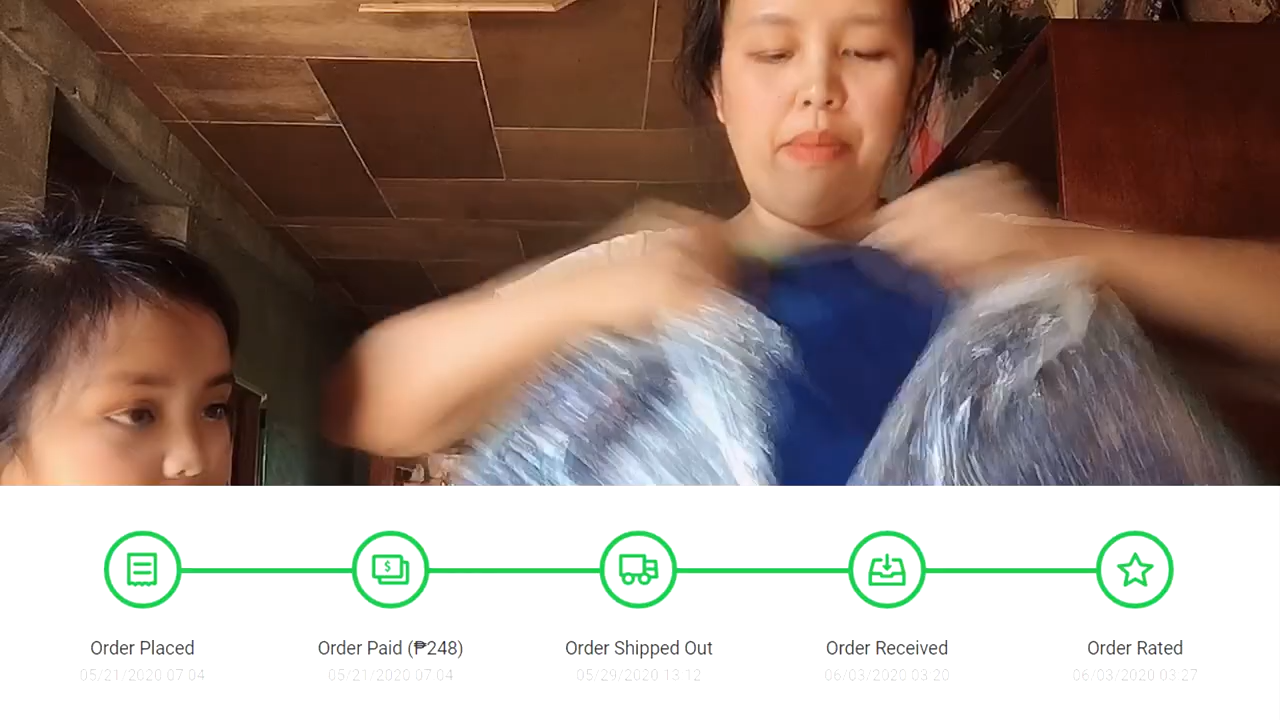 Order Placed
05/21/2020 07:04
Order Paid (₱248)
05/21/2020 07:04
Order Shipped Out
05/29/2020 13:12
Order Received
06/03/2020 03:20
Order Rated
06/03/2020 03:27